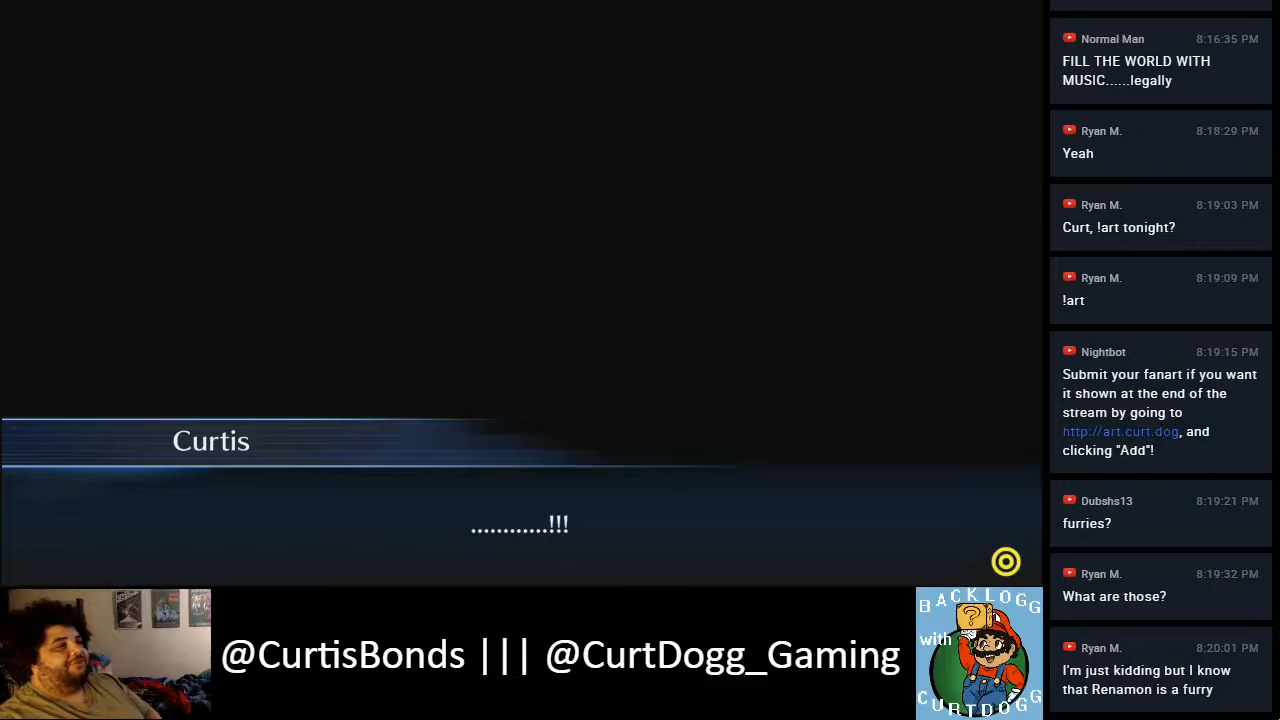 Normal Man 8:16:35 PM
FILL THE WORLD WITH
MUSIC......legally
Ryan M. 8:18:29 PM
Yeah
Ryan M. 8:19:03 PM
Curt, !art tonight?
Ryan M. 8:19:09 PM
!art
Nightbot 8:19:15 PM
Submit your fanart if you want
it shown at the end of the
stream by going to
http://art.curt.dog, and
clicking "Add"!
Dubshs13 8:19:21 PM
furries?
Ryan M. 8:19:32 PM
What are those?
Ryan M. 8:20:01 PM
I'm just kidding but I know
that Renamon is a furry
Curtis
............!!!
@CurtisBonds ||| @CurtDogg_Gaming
BACKLOGG
with
CURTDOGG